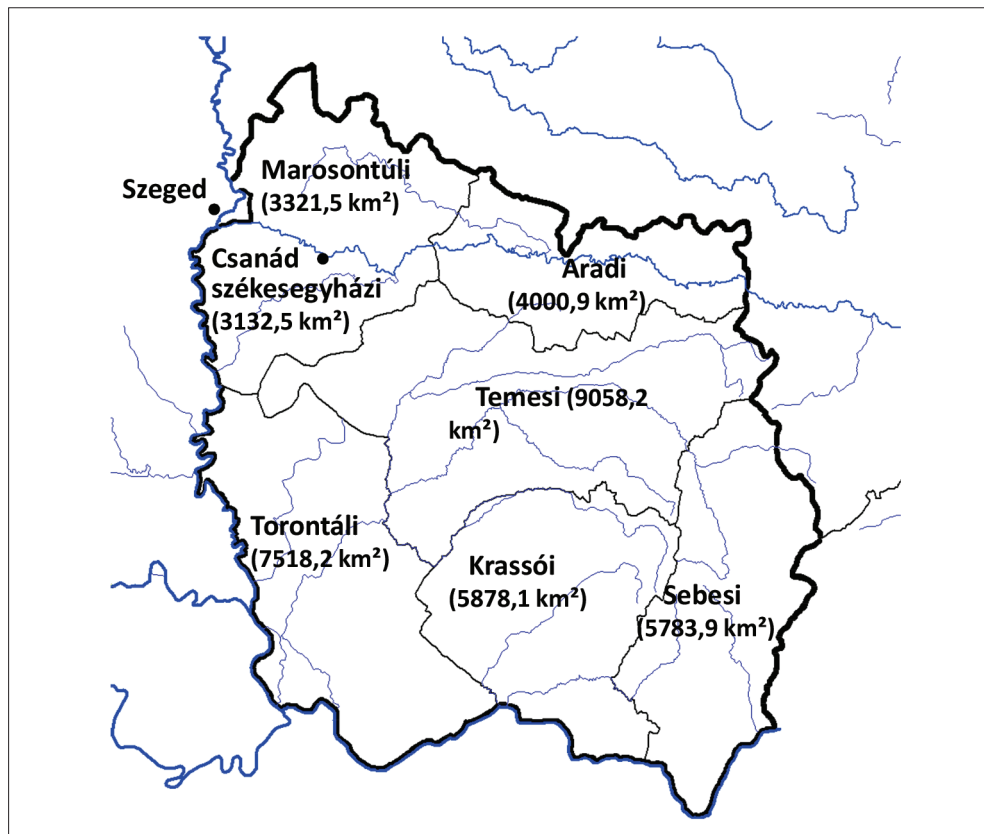 Marosontúli
(3321,5 km²)
Szeged
Csanád
székesegyházi
(3132,5 km²)
Aradi
(4000,9 km²)
Temesi (9058,2
km²)
Torontáli
(7518,2 km²)
Krassói
(5878,1 km²)
Sebesi
(5783,9 km²)